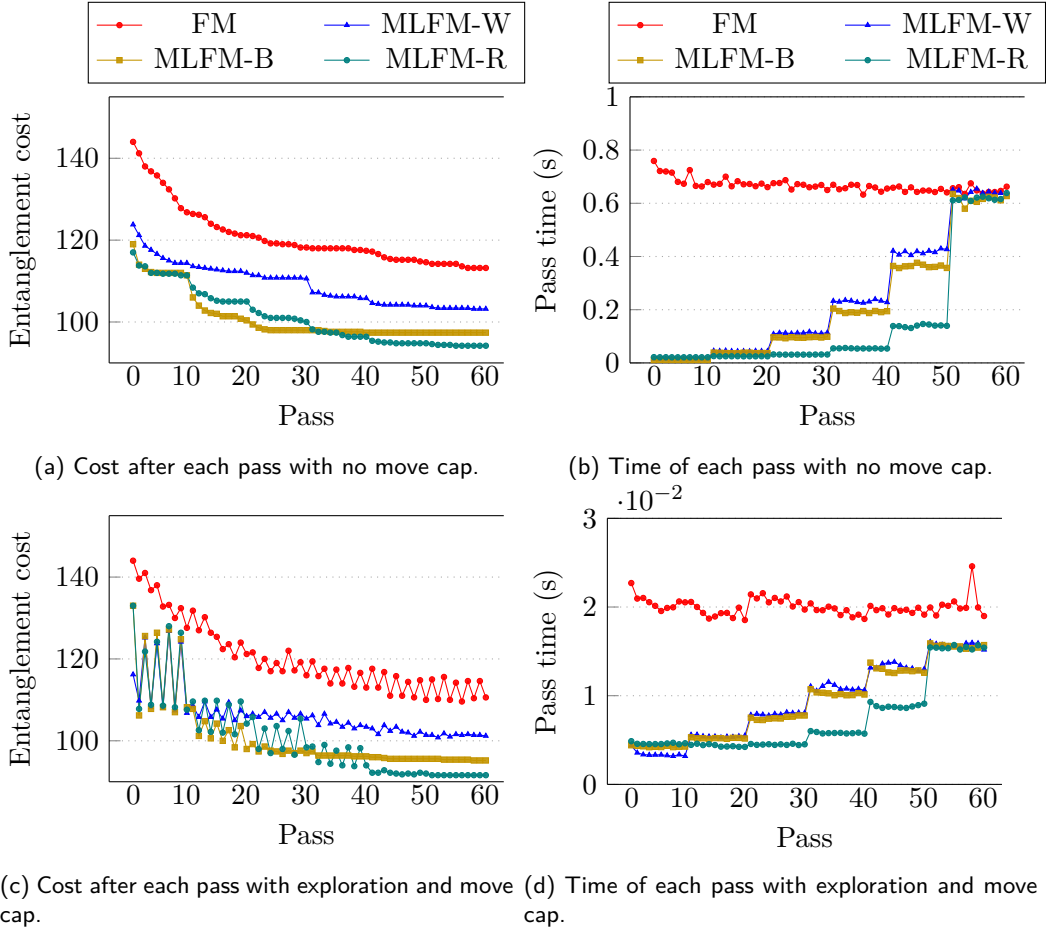 FM MLFM-W
MLFM-B MLFM-R
FM MLFM-W
MLFM-B MLFM-R
Entanglement cost
140
120
100
0 10 20 30 40 50 60
Pass
(a) Cost after each pass with no move cap.
Pass time (s)
1
0.8
0.6
0.4
0.2
0
0 10 20 30 40 50 60
Pass
(b) Time of each pass with no move cap.
Entanglement cost
140
120
100
0 10 20 30 40 50 60
Pass
(c) Cost after each pass with exploration and move
cap.
·10−2
Pass time (s)
3
2
1
0
0 10 20 30 40 50 60
Pass
(d) Time of each pass with exploration and move
cap.